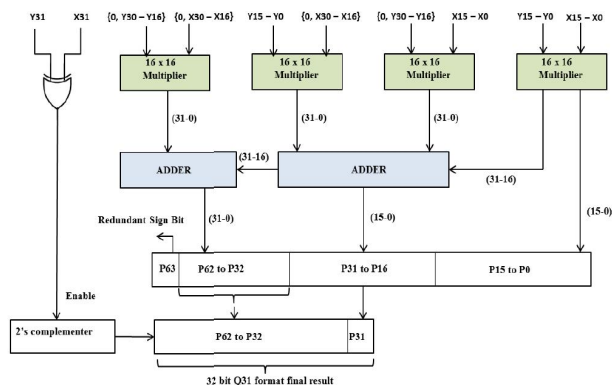 Y31 X31 {0, Y30 – Y16} {0, X30 – X16} Y15 – Y0 {0, X30 – X16} {0, Y30 – Y16} X15 – X0 Y15 – Y0 X15 – X0
16 x 16 Multiplier
16 x 16 Multiplier
16 x 16 Multiplier
16 x 16 Multiplier
(31-0)
(31-0)
(31-0)
ADDER
(31-16)
ADDER
(31-16)
Redundant Sign Bit
(31-0)
(15-0)
(15-0)
P63 P62 to P32 P31 to P16 P15 to P0
Enable
2's complementer
P62 to P32 P31
32 bit Q31 format final result